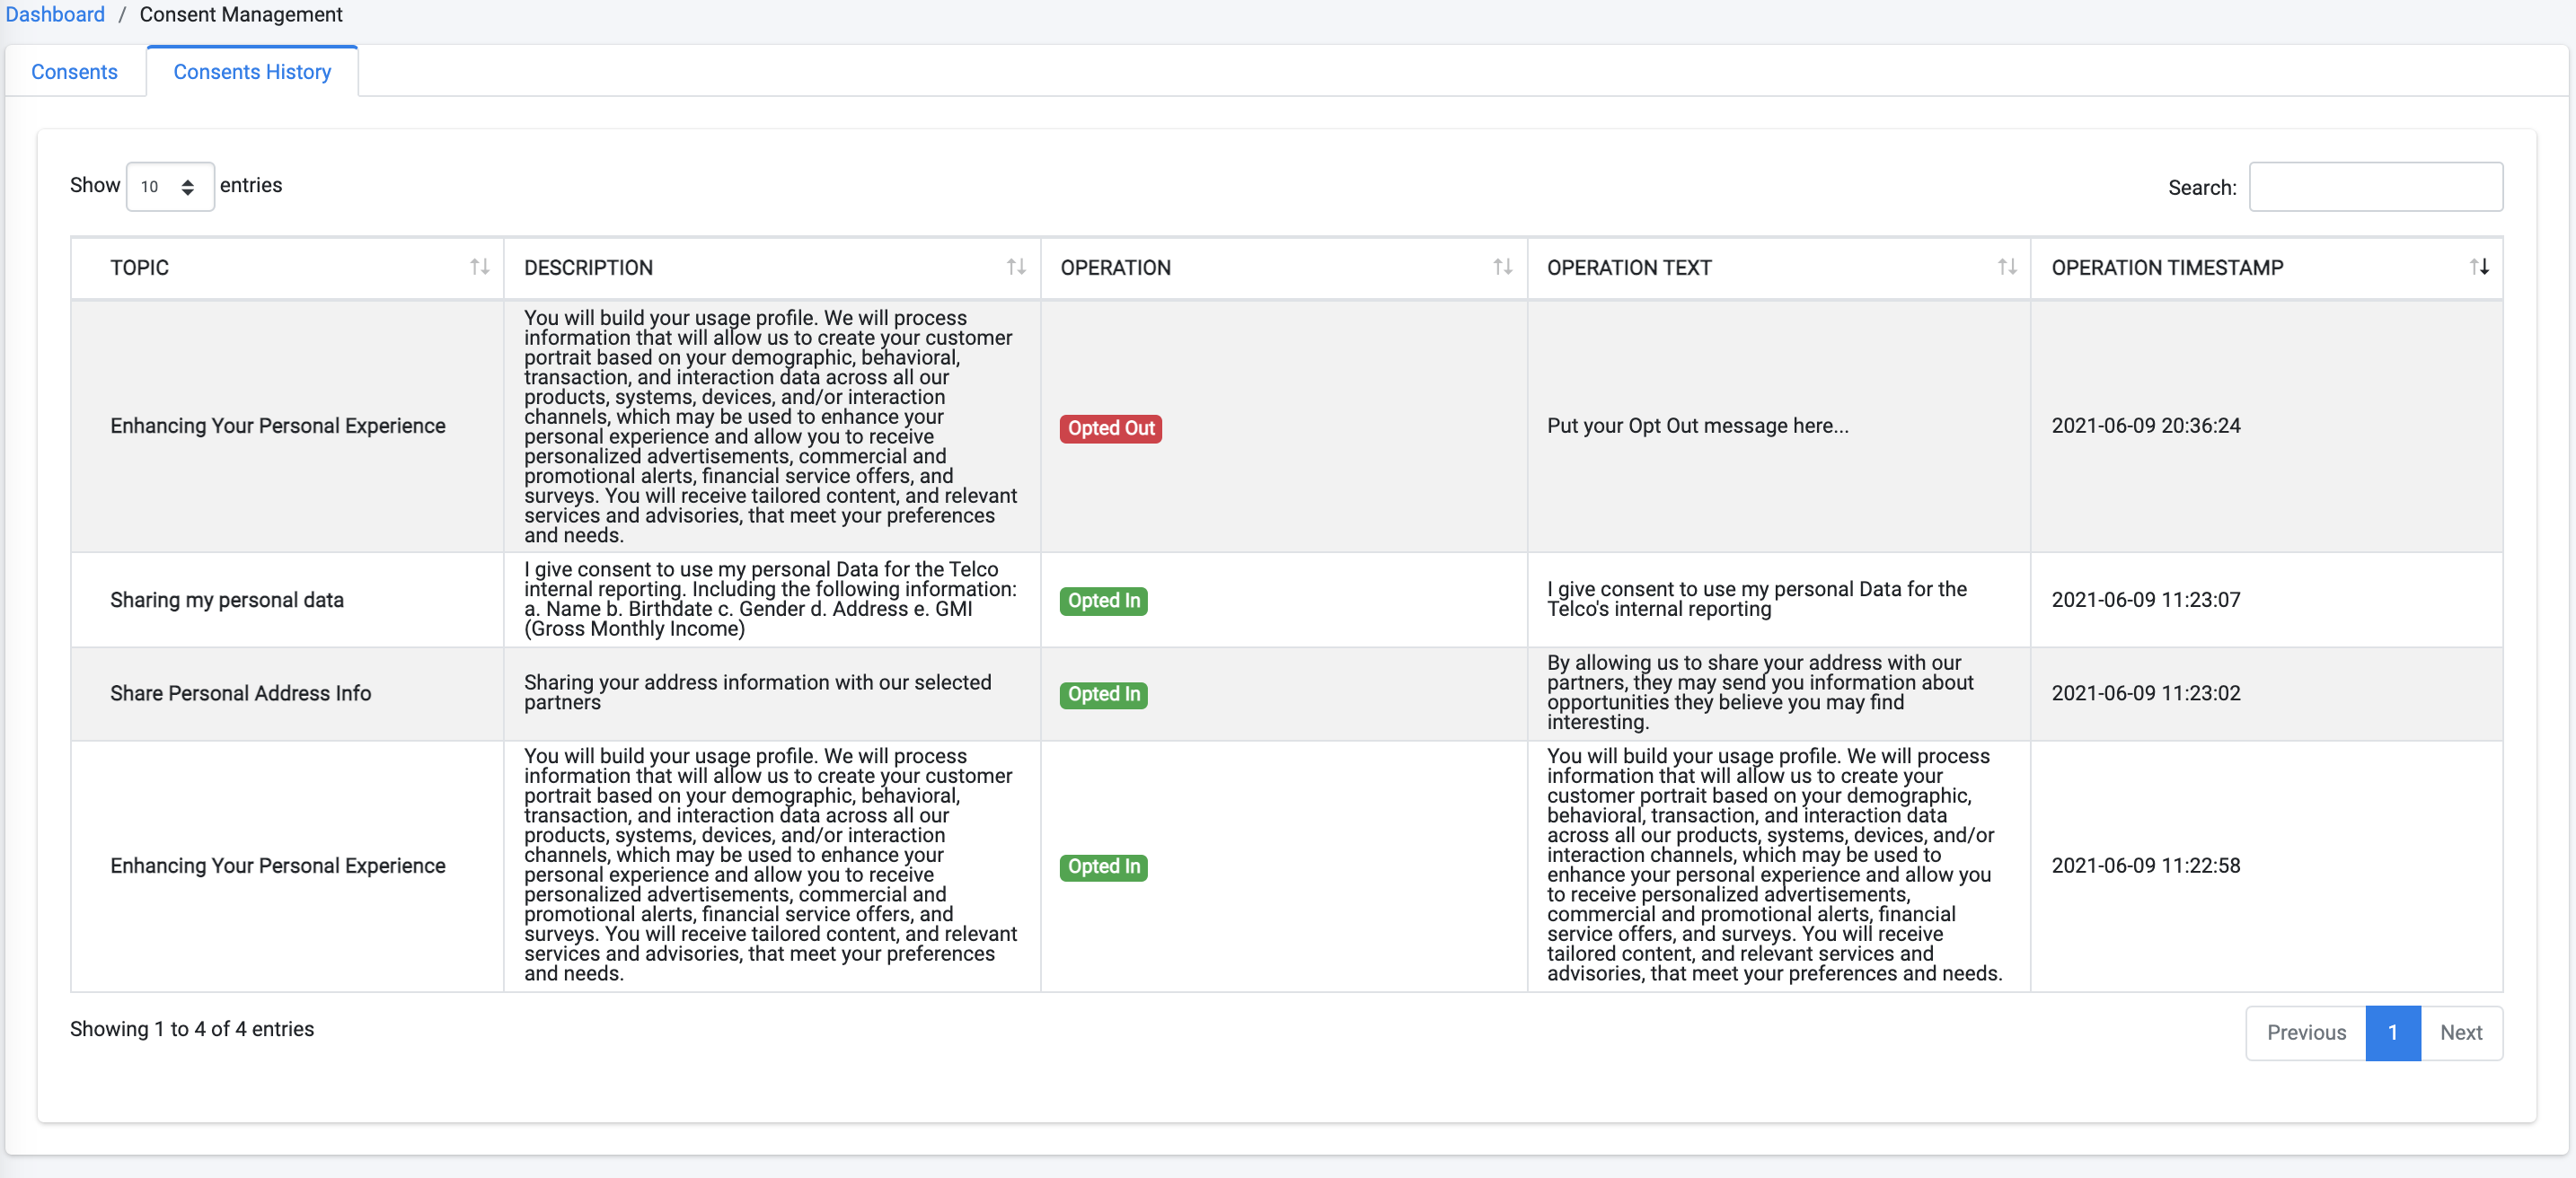 Dashboard / Consent Management
Consents
Consents History
Show 10 entries
Search:
TOPIC
DESCRIPTION
OPERATION
OPERATION TEXT
OPERATION TIMESTAMP
Enhancing Your Personal Experience
You will build your usage profile. We will process
information that will allow us to create your customer
portrait based on your demographic, behavioral,
transaction, and interaction data across all our
products, systems, devices, and/or interaction
channels, which may be used to enhance your
personal experience and allow you to receive
personalized advertisements, commercial and
promotional alerts, financial service offers, and
surveys. You will receive tailored content, and relevant
services and advisories, that meet your preferences
and needs.
Opted Out
Put your Opt Out message here...
2021-06-09 20:36:24
Sharing my personal data
I give consent to use my personal Data for the Telco
internal reporting. Including the following information:
a. Name b. Birthdate c. Gender d. Address e. GMI
(Gross Monthly Income)
Opted In
I give consent to use my personal Data for the
Telco's internal reporting
2021-06-09 11:23:07
Share Personal Address Info
Sharing your address information with our selected
partners
Opted In
By allowing us to share your address with our
partners, they may send you information about
opportunities they believe you may find
interesting.
2021-06-09 11:23:02
Enhancing Your Personal Experience
You will build your usage profile. We will process
information that will allow us to create your customer
portrait based on your demographic, behavioral,
transaction, and interaction data across all our
products, systems, devices, and/or interaction
channels, which may be used to enhance your
personal experience and allow you to receive
personalized advertisements, commercial and
promotional alerts, financial service offers, and
surveys. You will receive tailored content, and relevant
services and advisories, that meet your preferences
and needs.
Opted In
You will build your usage profile. We will process
information that will allow us to create your
customer portrait based on your demographic,
behavioral, transaction, and interaction data
across all our products, systems, devices, and/or
interaction channels, which may be used to
enhance your personal experience and allow you
to receive personalized advertisements,
commercial and promotional alerts, financial
service offers, and surveys. You will receive
tailored content, and relevant services and
advisories, that meet your preferences and needs.
2021-06-09 11:22:58
Showing 1 to 4 of 4 entries
Previous 1 Next